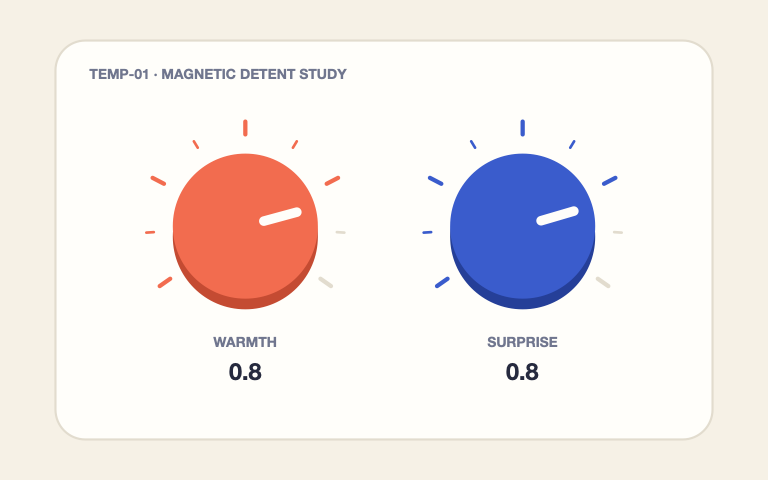 TEMP-01 · MAGNETIC DETENT STUDY
WARMTH
0.8
SURPRISE
0.8